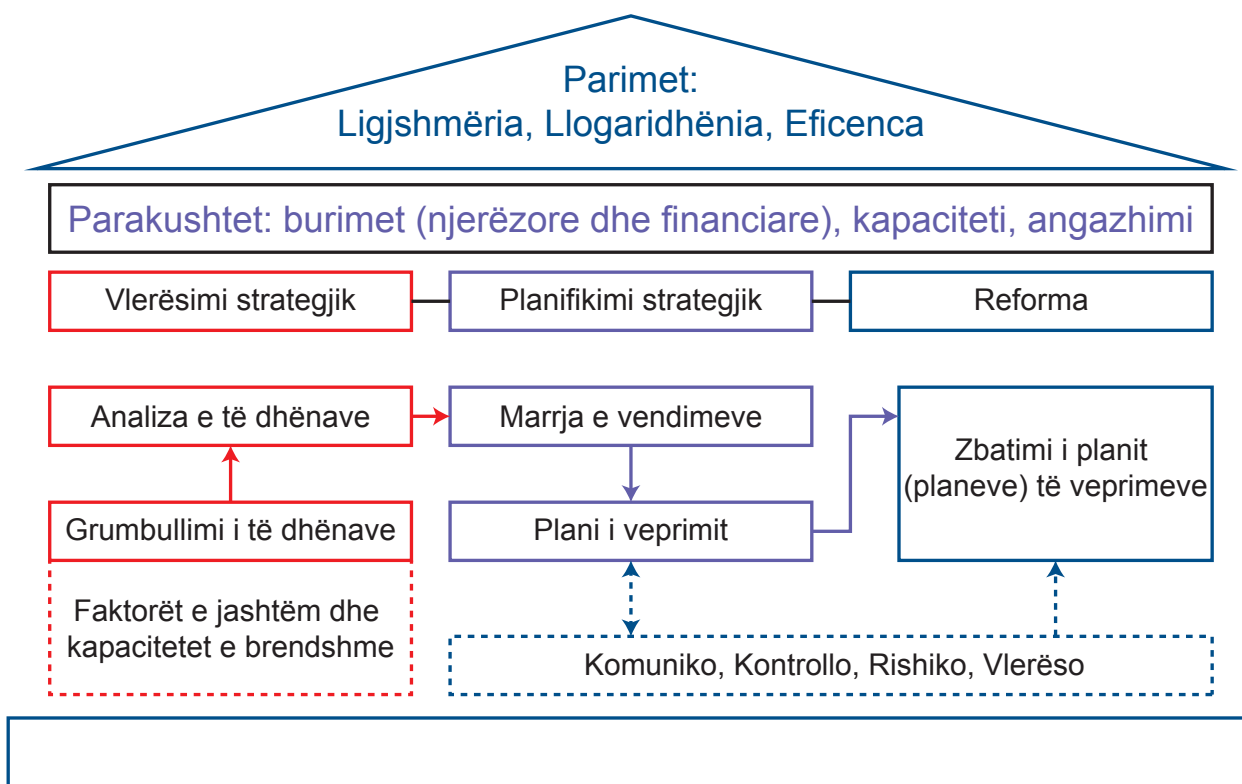 Parimet:
Ligjshmëria, Llogaridhënia, Eficenca
Parakushtet: burimet (njerëzore dhe financiare), kapaciteti, angazhimi
Vlerësimi strategjik
Planifikimi strategjik
Reforma
Analiza e të dhënave
Marrja e vendimeve
Zbatimi i planit
(planeve) të veprimeve
Grumbullimi i të dhënave
Plani i veprimit
Faktorët e jashtëm dhe
kapacitetet e brendshme
Komuniko, Kontrollo, Rishiko, Vlerëso